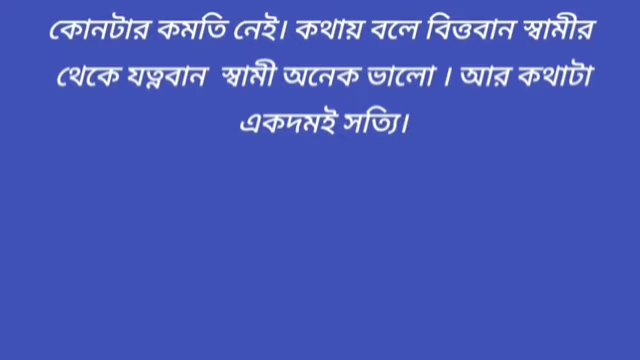 কোনটার কমতি নেই। কথায় বলে বিত্তবান স্বামীর
থেকে যত্নবান স্বামী অনেক ভালো । আর কথাটা
একদমই সত্যি।